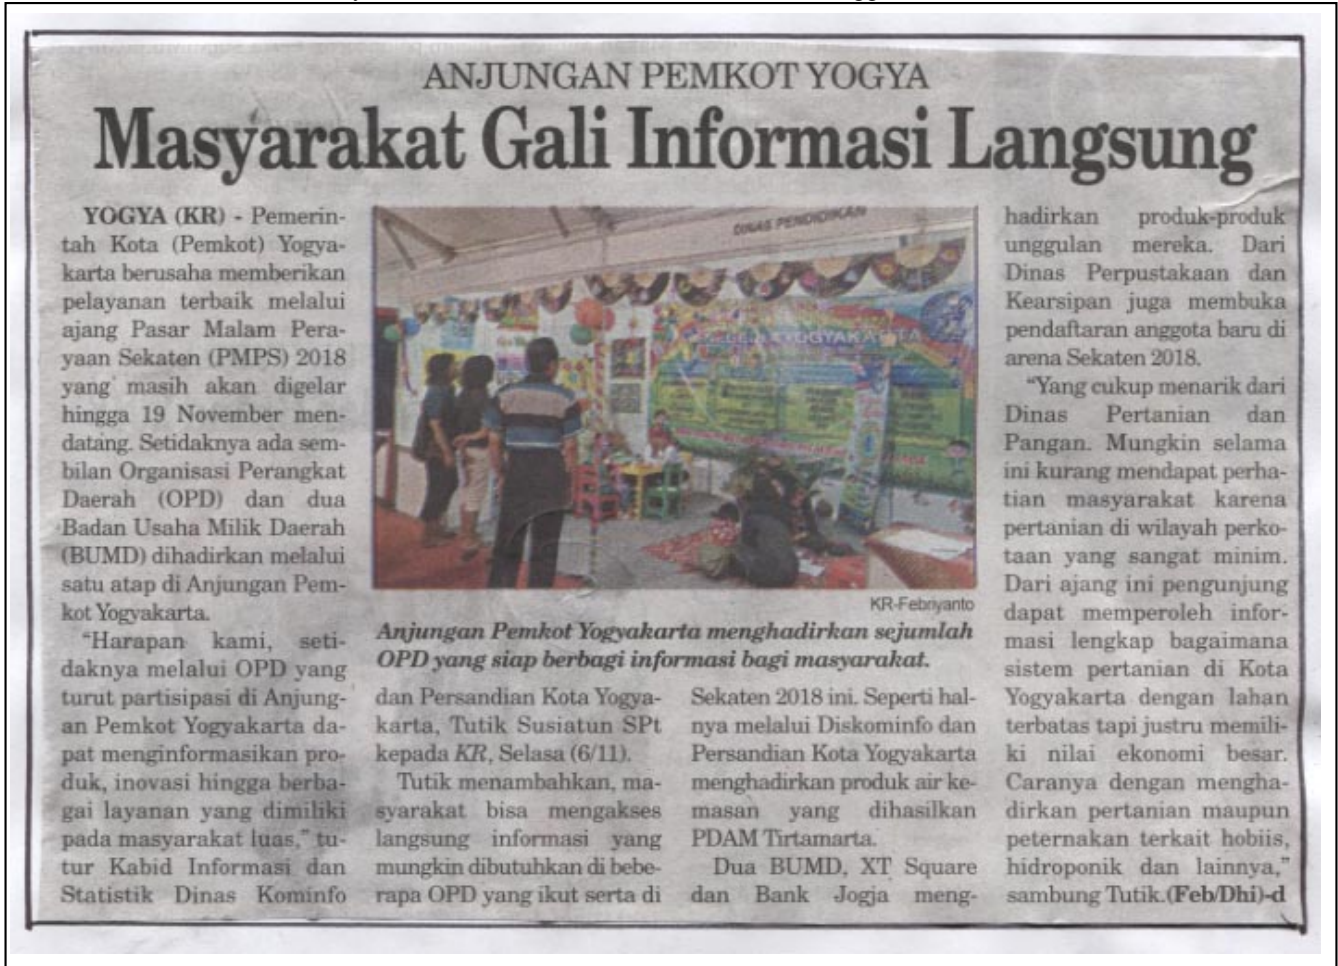 ANJUNGAN PEMKOT YOGYA
Masyarakat Gali Informasi Langsung
YOGYA (KR) - Pemerin-
tah Kota (Pemkot) Yogya-
karta berusaha memberikan
pelayanan terbaik melalui
ajang Pasar Malam Pera-
yaan Sekaten (PMPS) 2018
yang masih akan digelar
hingga 19 November men-
datang. Setidaknya ada sem-
bilan Organisasi Perangkat
Daerah (OPD) dan dua
Badan Usaha Milik Daerah
(BUMD) dihadirkan melalui
satu atap di Anjungan Pem-
kot Yogyakarta.
"Harapan kami, seti-
daknya melalui OPD yang
turut partisipasi di Anjung-
an Pemkot Yogyakarta da-
pat menginformasikan pro-
duk, inovasi hingga berba-
gai layanan yang dimiliki
pada masyarakat luas," tu-
tur Kabid Informasi dan
Statistik Dinas Kominfo
DINAS PENDIDIKAN
YOGYAKARTA
KR-Febriyanto
Anjungan Pemkot Yogyakarta menghadirkan sejumlah
OPD yang siap berbagi informasi bagi masyarakat.
dan Persandian Kota Yogya-
karta, Tutik Susiatun SPt
kepada KR, Selasa (6/11).
Tutik menambahkan, ma-
syarakat bisa mengakses
langsung informasi yang
mungkin dibutuhkan di bebe-
rapa OPD yang ikut serta di
Sekaten 2018 ini. Seperti hal-
nya melalui Diskominfo dan
Persandian Kota Yogyakarta
menghadirkan produk air ke-
masan yang dihasilkan
PDAM Tirtamarta.
Dua BUMD, XT Square
dan Bank Jogja meng-
hadirkan produk-produk
unggulan mereka. Dari
Dinas Perpustakaan dan
Kearsipan juga membuka
pendaftaran anggota baru di
arena Sekaten 2018.
"Yang cukup menarik dari
Dinas Pertanian dan
Pangan. Mungkin selama
ini kurang mendapat perha-
tian masyarakat karena
pertanian di wilayah perko-
taan yang sangat minim.
Dari ajang ini pengunjung
dapat memperoleh infor-
masi lengkap bagaimana
sistem pertanian di Kota
Yogyakarta dengan lahan
terbatas tapi justru memili-
ki nilai ekonomi besar.
Caranya dengan mengha-
dirkan pertanian maupun
peternakan terkait hobiis,
hidroponik dan lainnya,"
sambung Tutik.(Feb/Dhi)-d